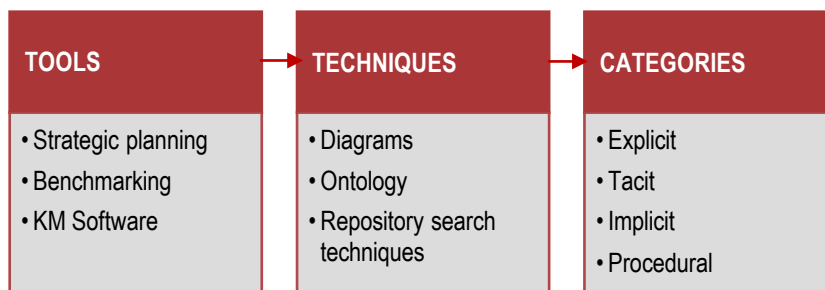 TOOLS
• Strategic planning
• Benchmarking
• KM Software
TECHNIQUES
• Diagrams
• Ontology
• Repository search
techniques
CATEGORIES
• Explicit
• Tacit
• Implicit
• Procedural